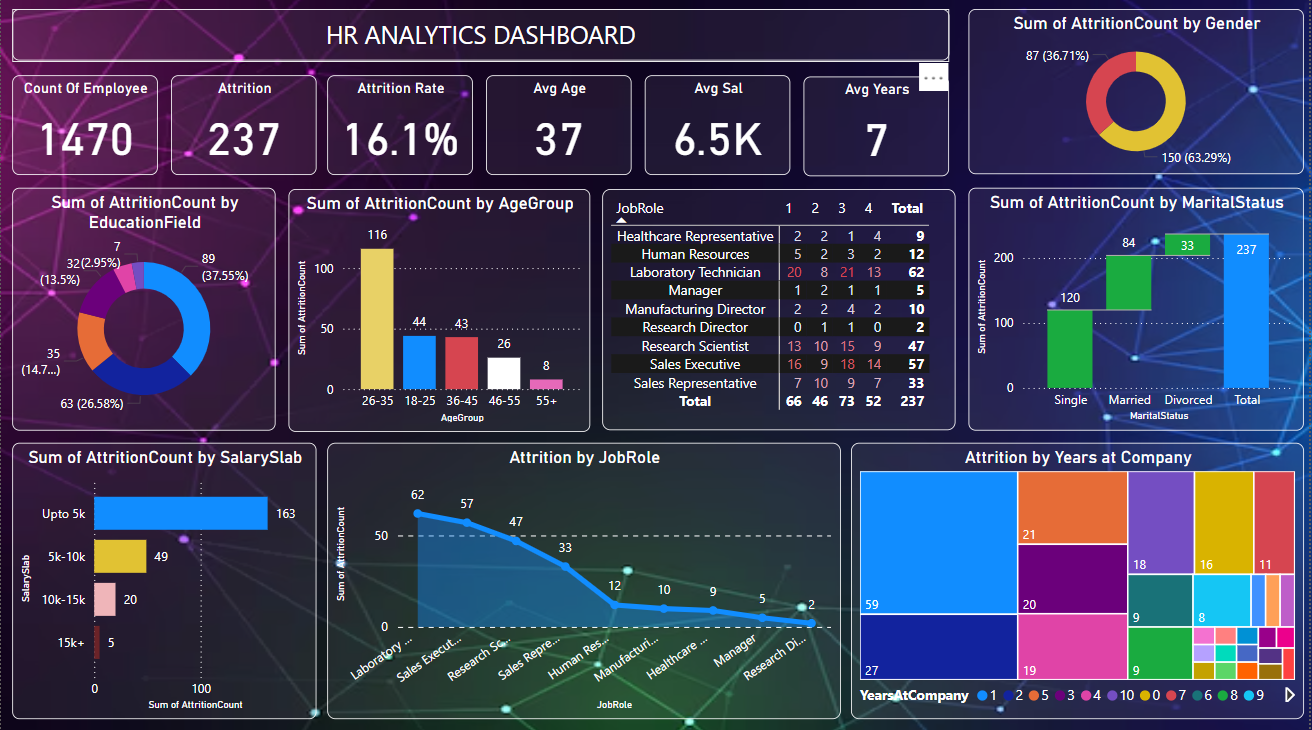 HR ANALYTICS DASHBOARD
Count Of Employee
1470
Attrition
237
Attrition Rate
16.1%
Avg Age
37
Avg Sal
6.5K
Avg Years
7
...
Sum of AttritionCount by Gender
87 (36.71%)
150 (63.29%)
Sum of AttritionCount by
EducationField
7
(2.95%)
32
(13.5%)
89
(37.55%)
35
(14.7...)
63 (26.58%)
Sum of AttritionCount by AgeGroup
Sum of AttritionCount
100
50
0
116
44
43
26
8
26-35 18-25 36-45 46-55 55+
AgeGroup
JobRole 1 2 3 4 Total
Healthcare Representative 2 2 1 4 9
Human Resources 5 2 3 2 12
Laboratory Technician 20 8 21 13 62
Manager 1 2 1 1 5
Manufacturing Director 2 2 4 2 10
Research Director 0 1 1 0 2
Research Scientist 13 10 15 9 47
Sales Executive 16 9 18 14 57
Sales Representative 7 10 9 7 33
Total 66 46 73 52 237
Sum of AttritionCount by MaritalStatus
Sum of AttritionCount
200
100
0
120
84
33
237
Single Married Divorced Total
MaritalStatus
Sum of AttritionCount by SalarySlab
SalarySlab
Upto 5k 163
5k-10k 49
10k-15k 20
15k+ 5
0 100
Sum of AttritionCount
Attrition by JobRole
Sum of AttritionCount
50
0
62
57
47
33
12
10
9
5
2
Laboratory ...
Sales Execut...
Research Sc...
Sales Repre...
Human Res...
Manufacturi...
Healthcare ...
Manager
Research Di...
JobRole
Attrition by Years at Company
59
27
21
20
19
18
9
9
16
8
11
YearsAtCompany 1 2 5 3 4 10 0 7 6 8 9